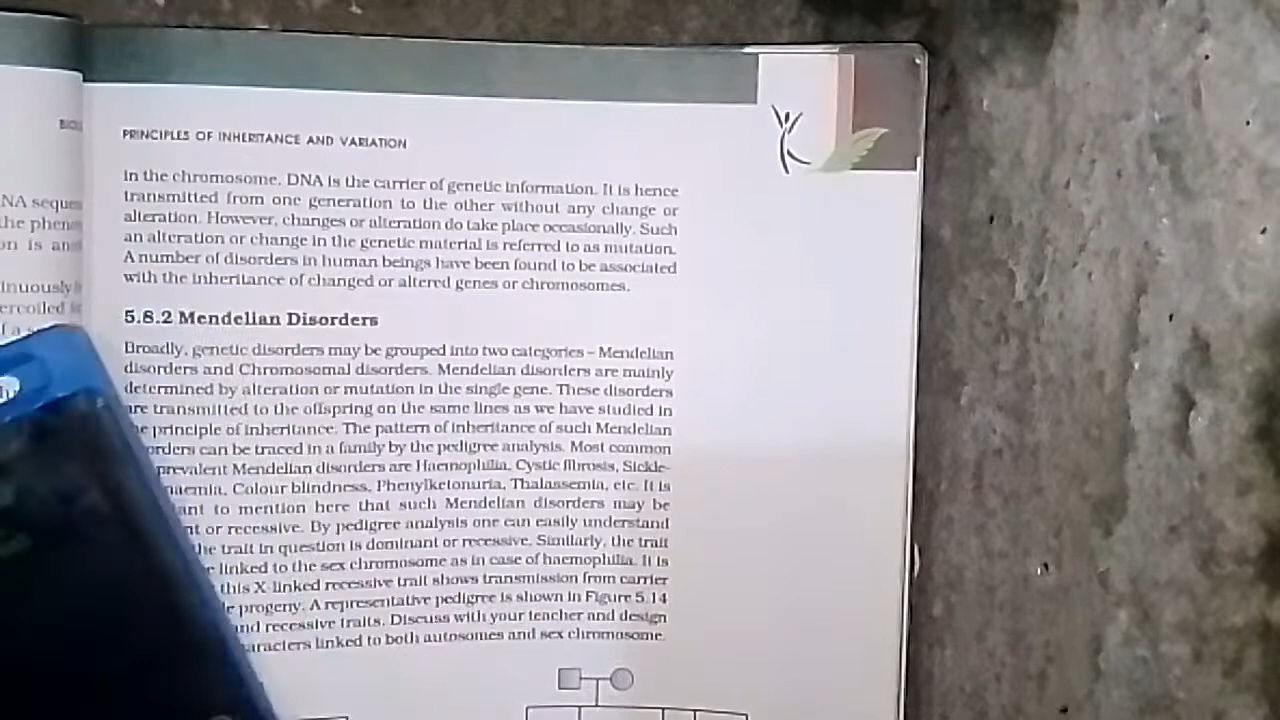 PRINCIPLES OF INHERITANCE AND VARIATION
in the chromosome. DNA is the carrier of genetic information. It is hence
transmitted from one generation to the other without any change or
alteration. However, changes or alteration do take place occasionally. Such
an alteration or change in the genetic material is referred to as mutation.
A number of disorders in human beings have been found to be associated
with the inheritance of changed or altered genes or chromosomes.
5.8.2 Mendelian Disorders
Broadly, genetic disorders may be grouped into two categories – Mendelian
disorders and Chromosomal disorders. Mendelian disorders are mainly
determined by alteration or mutation in the single gene. These disorders
are transmitted to the offspring on the same lines as we have studied in
principle of inheritance. The pattern of inheritance of such Mendelian
orders can be traced in a family by the pedigree analysis. Most common
prevalent Mendelian disorders are Haemophilia, Cystic fibrosis, Sickle-
naemia, Colour blindness, Phenylketonuria, Thalassemia, etc. It is
ant to mention here that such Mendelian disorders may be
nt or recessive. By pedigree analysis one can easily understand
the trait in question is dominant or recessive. Similarly, the trait
linked to the sex chromosome as in case of haemophilia. It is
this X-linked recessive trait shows transmission from carrier
progeny. A representative pedigree is shown in Figure 5.14
and recessive traits. Discuss with your teacher and design
aracters linked to both autosomes and sex chromosome.